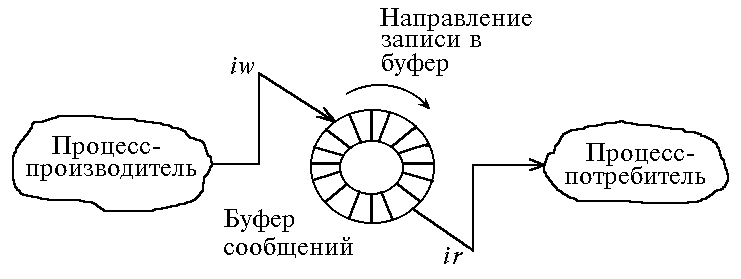 Направление
записи в
буфер
iw
Процесс-
производитель
Процесс-
потребитель
Буфер
сообщений
ir